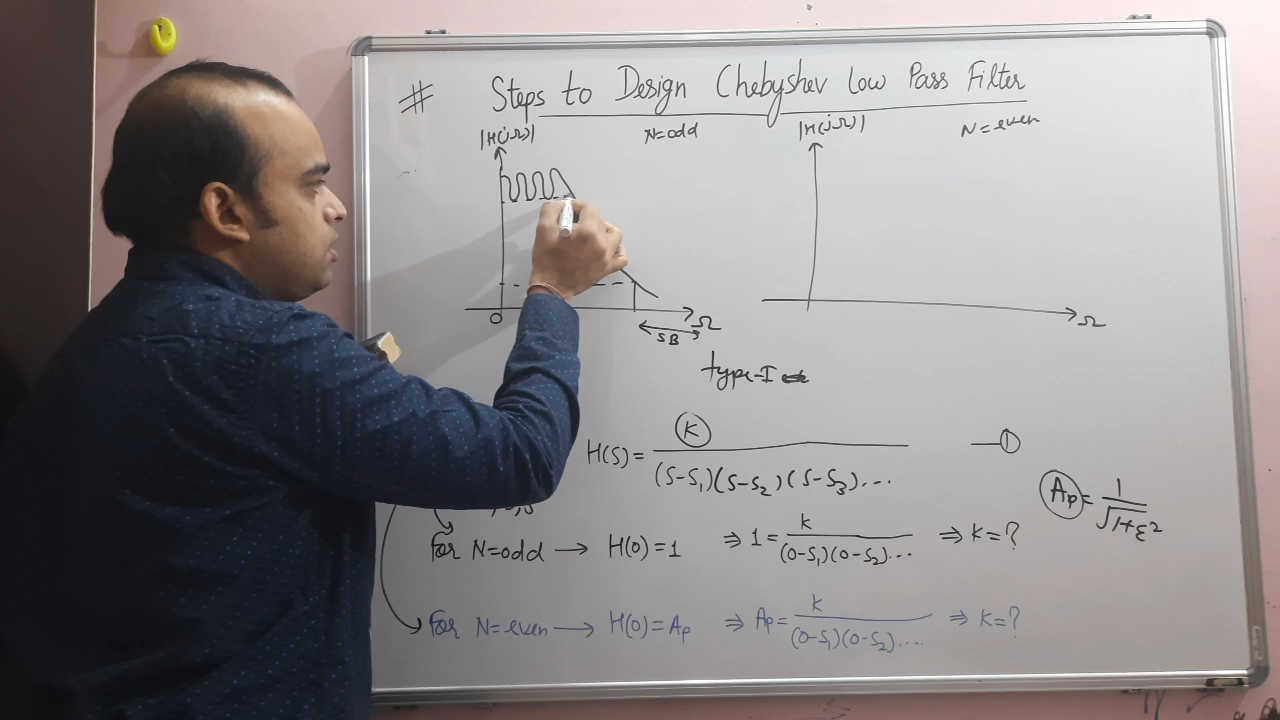 # Steps to Design Chebyshev Low Pass Filter
|H(jΩ)| N=odd |H(jΩ)| N=even
0 Ω Ω
SB
type-I
H(S)= K / (S-S₁)(S-S₂)(S-S₃)... —①
Ap= 1/√1+ε²
For N=odd → H(0)=1 ⇒ 1= K / (0-S₁)(0-S₂)... ⇒ K=?
For N=even → H(0)=Ap ⇒ Ap= K / (0-S₁)(0-S₂)... ⇒ K=?